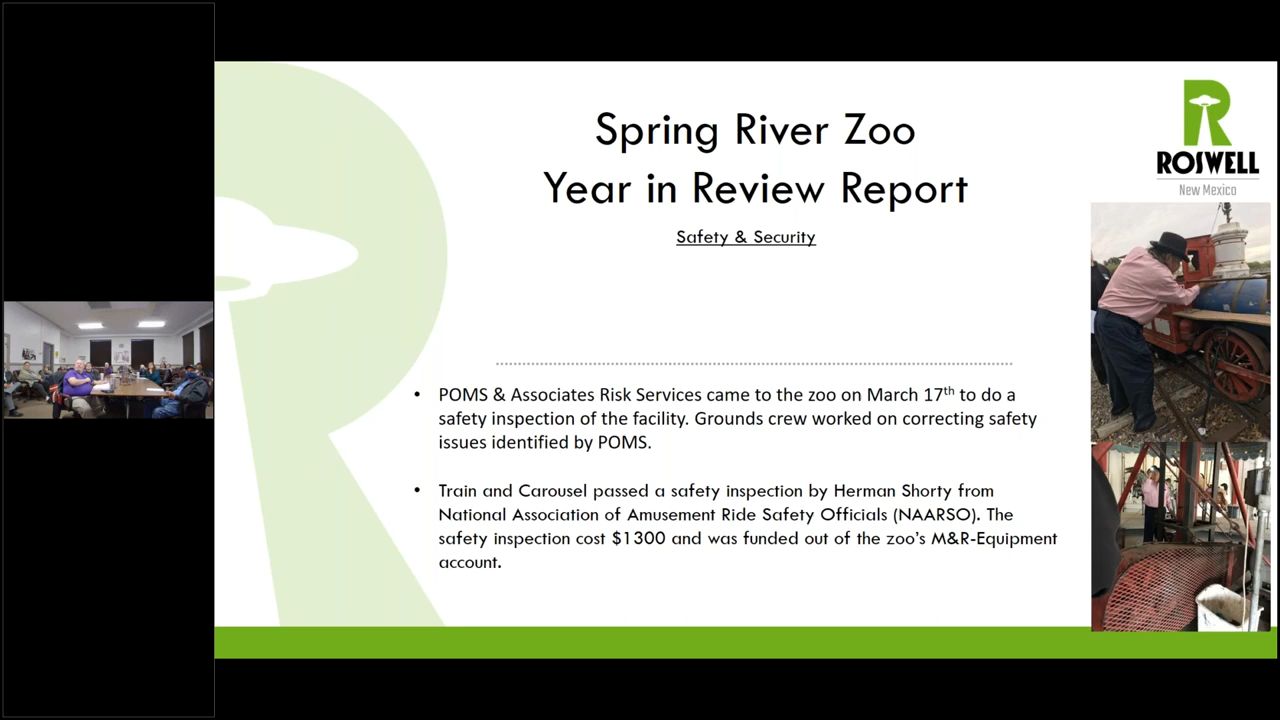 Spring River Zoo
Year in Review Report
Safety & Security
ROSWELL
New Mexico
• POMS & Associates Risk Services came to the zoo on March 17th to do a
safety inspection of the facility. Grounds crew worked on correcting safety
issues identified by POMS.
• Train and Carousel passed a safety inspection by Herman Shorty from
National Association of Amusement Ride Safety Officials (NAARSO). The
safety inspection cost $1300 and was funded out of the zoo’s M&R-Equipment
account.